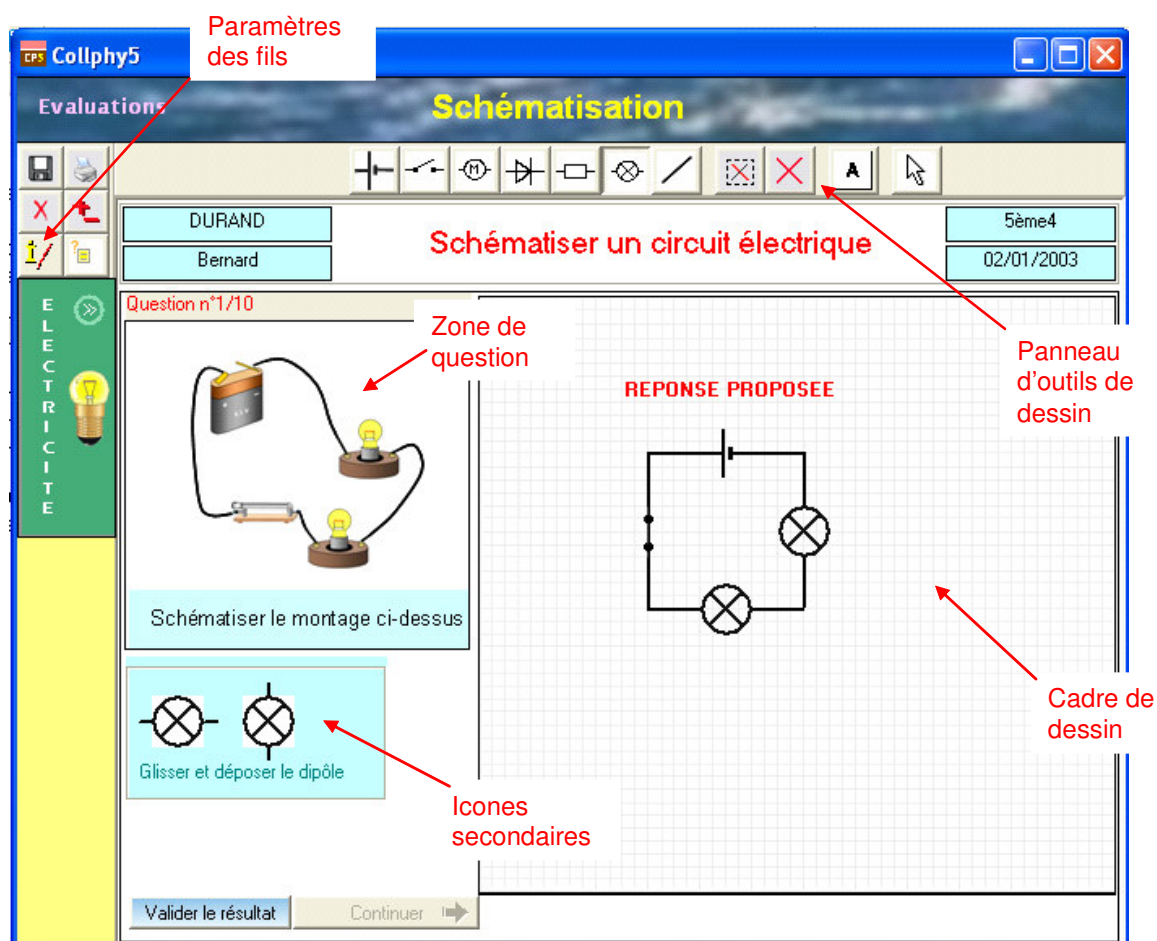 Paramètres
des fils
CPS Collphy5
Evaluations
Schématisation
M
A
DURAND
Bernard
Schématiser un circuit électrique
5ème4
02/01/2003
ELECTRICITE
Question n°1/10
Zone de
question
Schématiser le montage ci-dessus
REPONSE PROPOSEE
Panneau
d'outils de
dessin
Cadre de
dessin
Glisser et déposer le dipôle
Icones
secondaires
Valider le résultat
Continuer